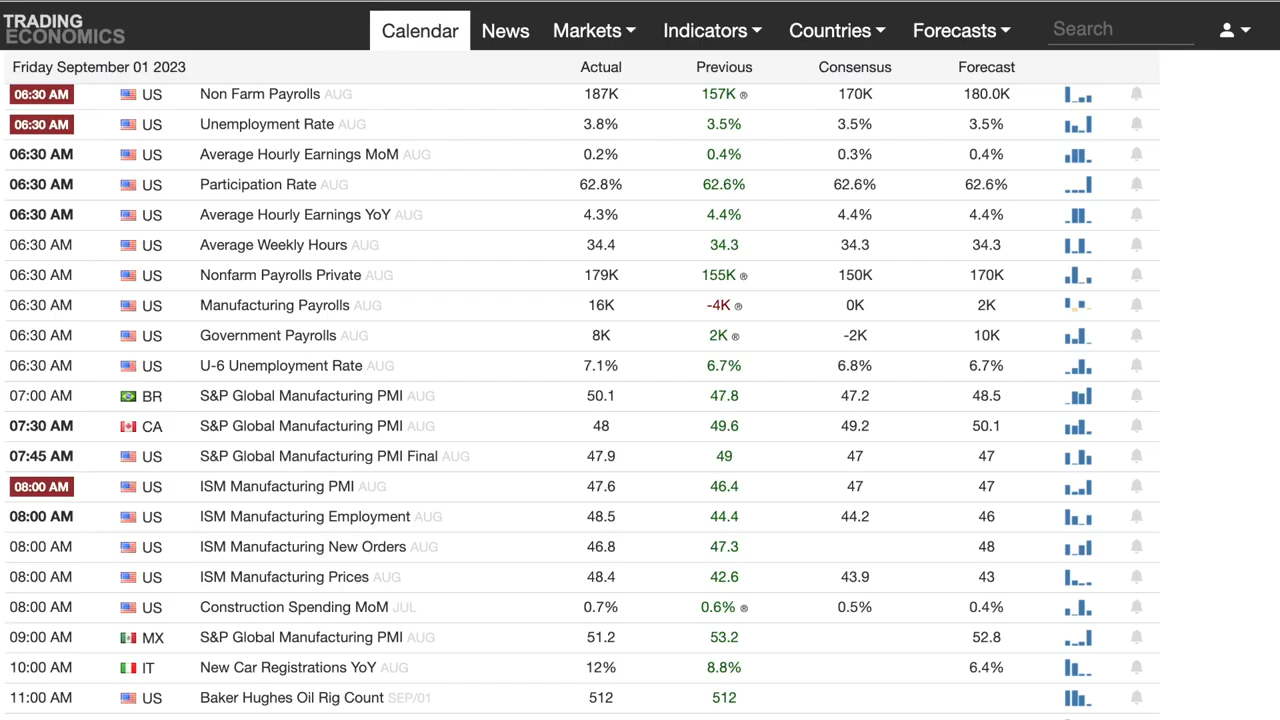 TRADING
ECONOMICS
Calendar News Markets Indicators Countries Forecasts Search
Friday September 01 2023 Actual Previous Consensus Forecast
06:30 AM US Non Farm Payrolls AUG 187K 157K ® 170K 180.0K
06:30 AM US Unemployment Rate AUG 3.8% 3.5% 3.5% 3.5%
06:30 AM US Average Hourly Earnings MoM AUG 0.2% 0.4% 0.3% 0.4%
06:30 AM US Participation Rate AUG 62.8% 62.6% 62.6% 62.6%
06:30 AM US Average Hourly Earnings YoY AUG 4.3% 4.4% 4.4% 4.4%
06:30 AM US Average Weekly Hours AUG 34.4 34.3 34.3 34.3
06:30 AM US Nonfarm Payrolls Private AUG 179K 155K ® 150K 170K
06:30 AM US Manufacturing Payrolls AUG 16K -4K ® 0K 2K
06:30 AM US Government Payrolls AUG 8K 2K ® -2K 10K
06:30 AM US U-6 Unemployment Rate AUG 7.1% 6.7% 6.8% 6.7%
07:00 AM BR S&P Global Manufacturing PMI AUG 50.1 47.8 47.2 48.5
07:30 AM CA S&P Global Manufacturing PMI AUG 48 49.6 49.2 50.1
07:45 AM US S&P Global Manufacturing PMI Final AUG 47.9 49 47 47
08:00 AM US ISM Manufacturing PMI AUG 47.6 46.4 47 47
08:00 AM US ISM Manufacturing Employment AUG 48.5 44.4 44.2 46
08:00 AM US ISM Manufacturing New Orders AUG 46.8 47.3 48
08:00 AM US ISM Manufacturing Prices AUG 48.4 42.6 43.9 43
08:00 AM US Construction Spending MoM JUL 0.7% 0.6% ® 0.5% 0.4%
09:00 AM MX S&P Global Manufacturing PMI AUG 51.2 53.2 52.8
10:00 AM IT New Car Registrations YoY AUG 12% 8.8% 6.4%
11:00 AM US Baker Hughes Oil Rig Count SEP/01 512 512